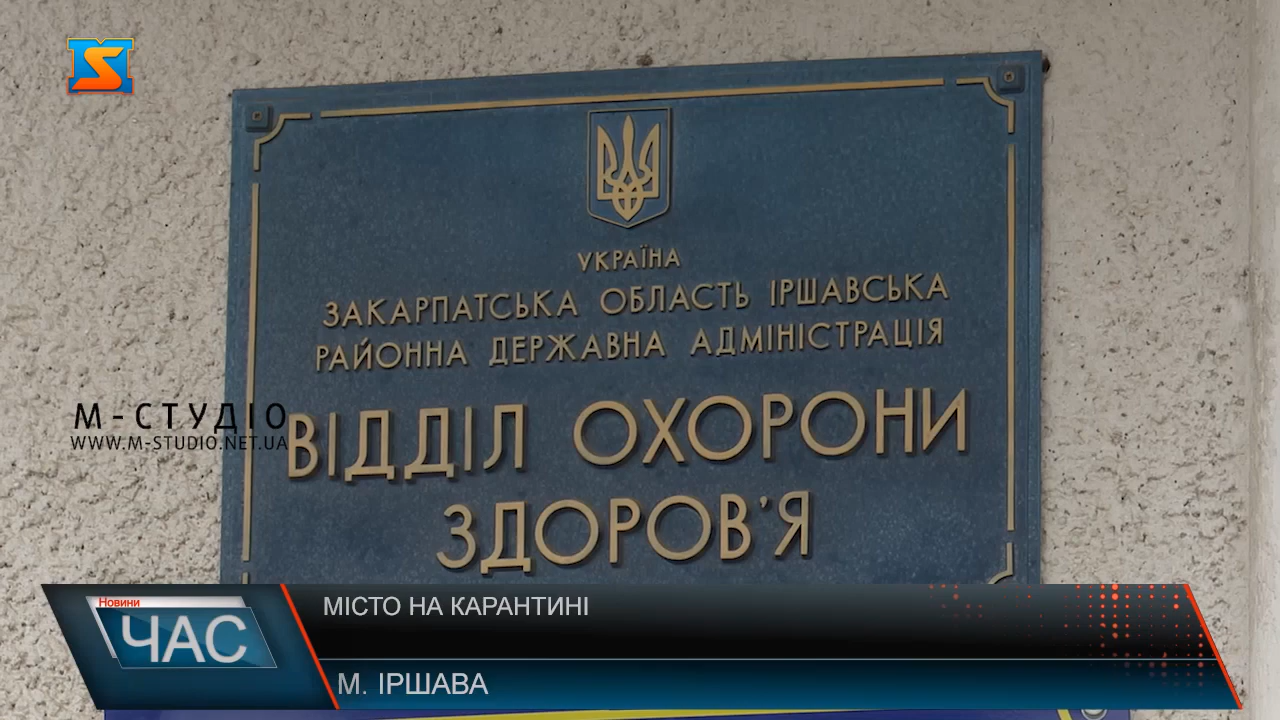 УКРАЇНА
ЗАКАРПАТСЬКА ОБЛАСТЬ ІРШАВСЬКА
РАЙОННА ДЕРЖАВНА АДМІНІСТРАЦІЯ
ВІДДІЛ ОХОРОНИ
ЗДОРОВ'Я
М-СТУДІО
WWW.M-STUDIO.NET.UA
Новини
ЧАС
МІСТО НА КАРАНТИНІ
М. ІРШАВА